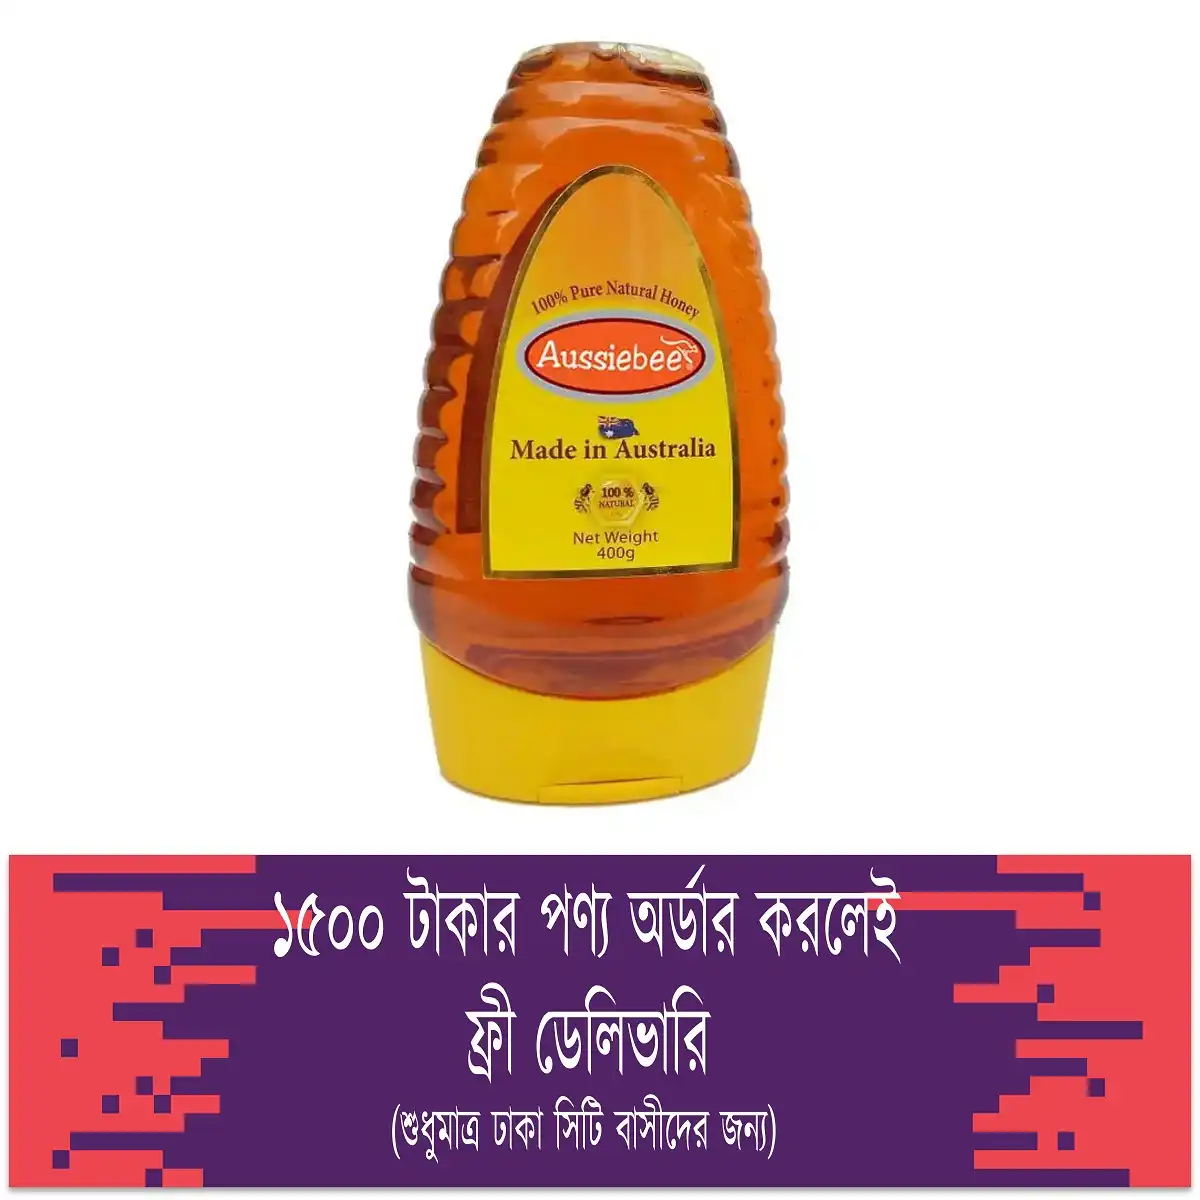 100% Pure Natural Honey
Aussiebee
Made in Australia
100 %
NATURAL
Net Weight
400g
১৫০০ টাকার পণ্য অর্ডার করলেই
ফ্রী ডেলিভারি
(শুধুমাত্র ঢাকা সিটি বাসীদের জন্য)